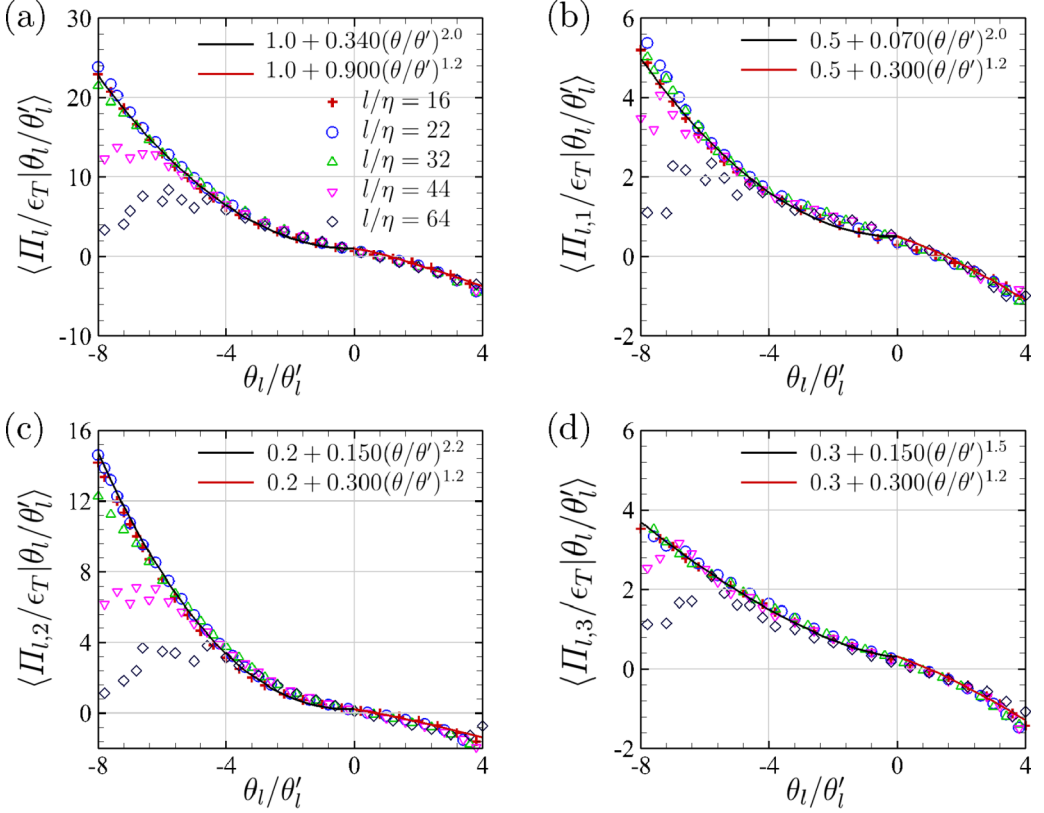 (a)
30
20
10
0
-10
-8
-4
0
4
⟨Π_l/ϵ_T|θ_l/θ′_l⟩
θ_l/θ′_l
1.0 + 0.340(θ/θ′)^2.0
1.0 + 0.900(θ/θ′)^1.2
l/η = 16
l/η = 22
l/η = 32
l/η = 44
l/η = 64
(b)
6
4
2
0
-2
-8
-4
0
4
⟨Π_l,1/ϵ_T|θ_l/θ′_l⟩
θ_l/θ′_l
0.5 + 0.070(θ/θ′)^2.0
0.5 + 0.300(θ/θ′)^1.2
(c)
16
12
8
4
0
-8
-4
0
4
⟨Π_l,2/ϵ_T|θ_l/θ′_l⟩
θ_l/θ′_l
0.2 + 0.150(θ/θ′)^2.2
0.2 + 0.300(θ/θ′)^1.2
(d)
6
4
2
0
-2
-8
-4
0
4
⟨Π_l,3/ϵ_T|θ_l/θ′_l⟩
θ_l/θ′_l
0.3 + 0.150(θ/θ′)^1.5
0.3 + 0.300(θ/θ′)^1.2